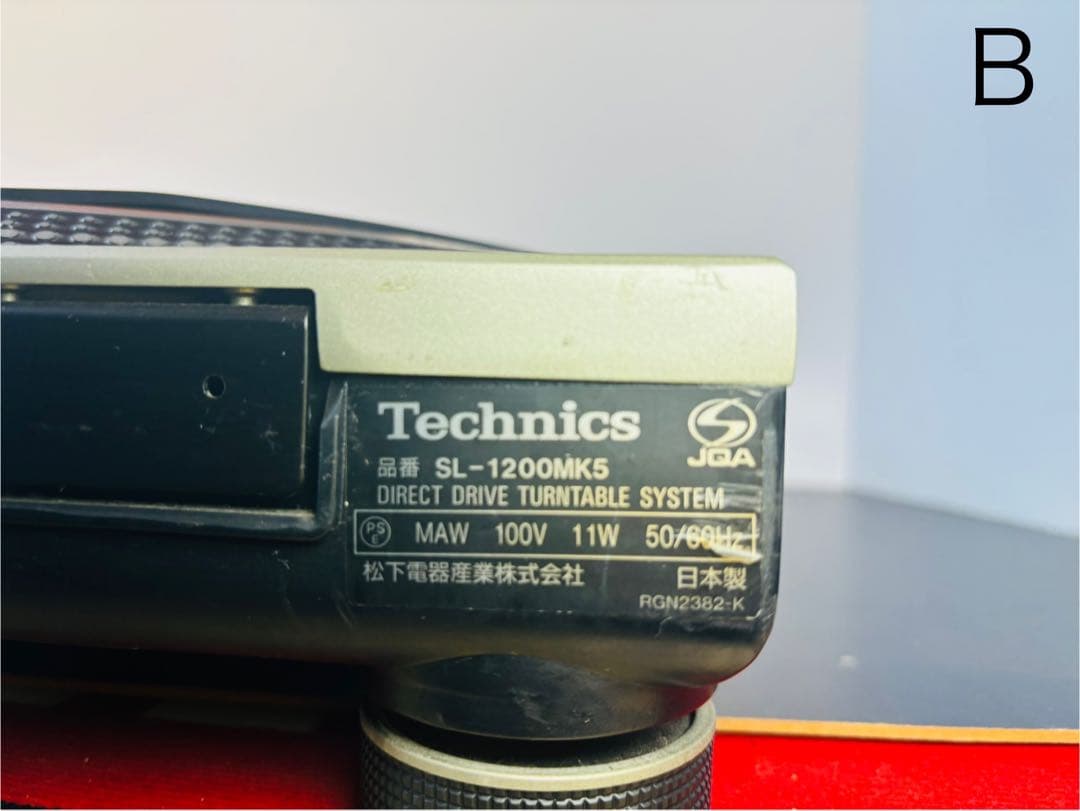 B
Technics
JQA
品番 SL-1200MK5
DIRECT DRIVE TURNTABLE SYSTEM
PS E MAW 100V 11W 50/60Hz
松下電器産業株式会社 日本製
RGN2382-K